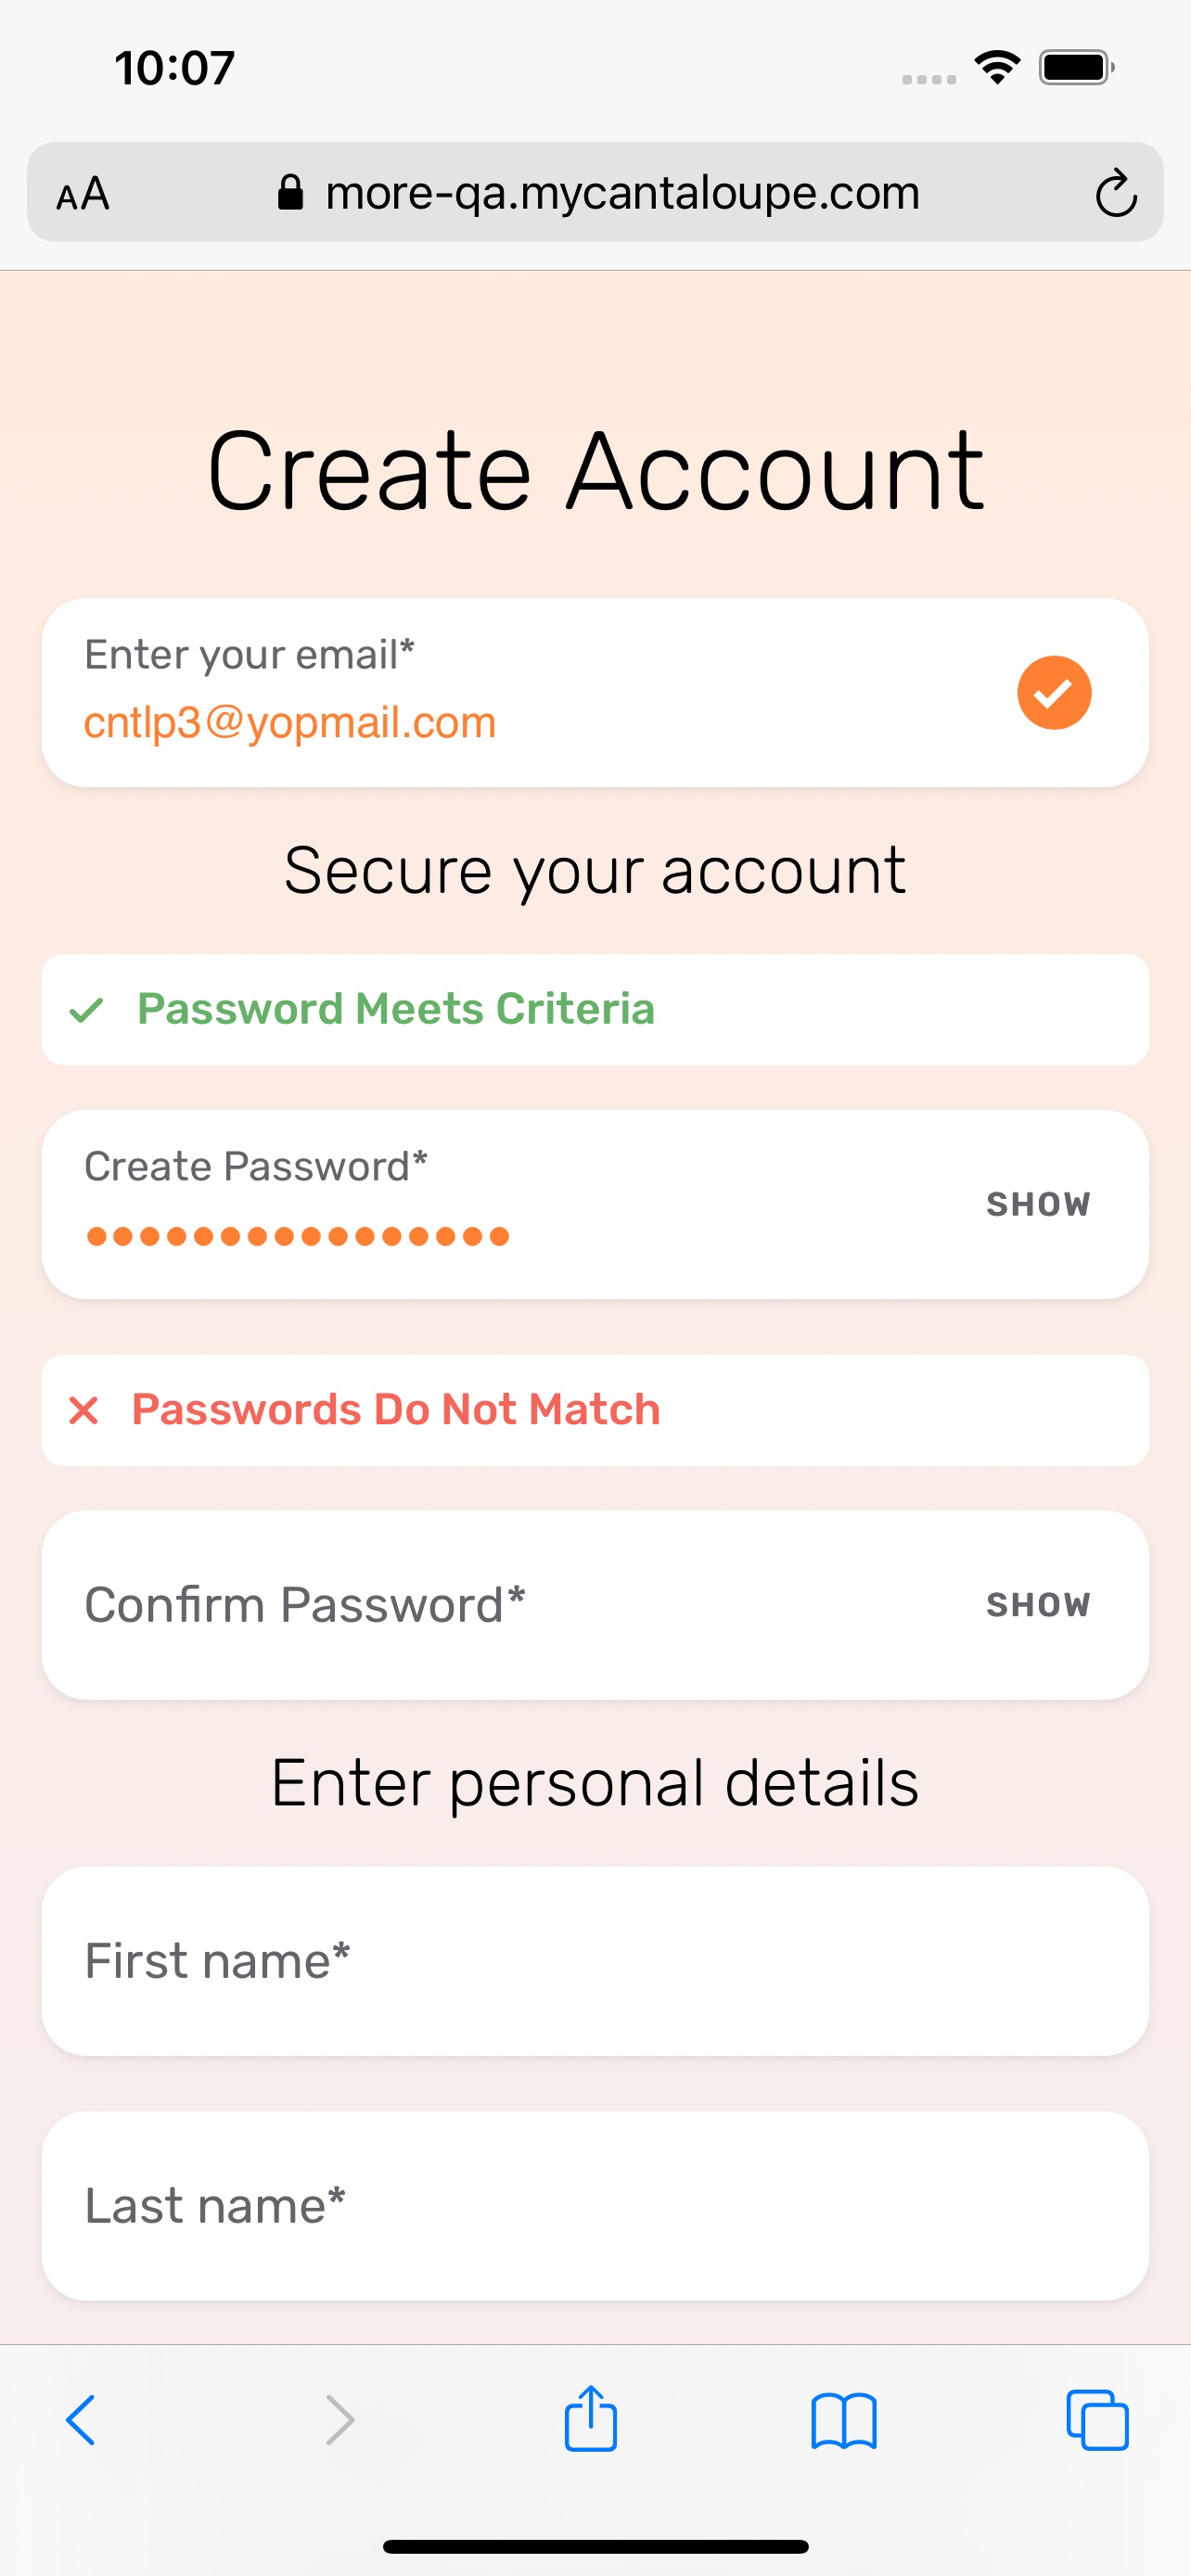 10:07
AA
more-qa.mycantaloupe.com
Create Account
Enter your email*
cntlp3@yopmail.com
Secure your account
Password Meets Criteria
Create Password*
SHOW
Passwords Do Not Match
Confirm Password*
SHOW
Enter personal details
First name*
Last name*